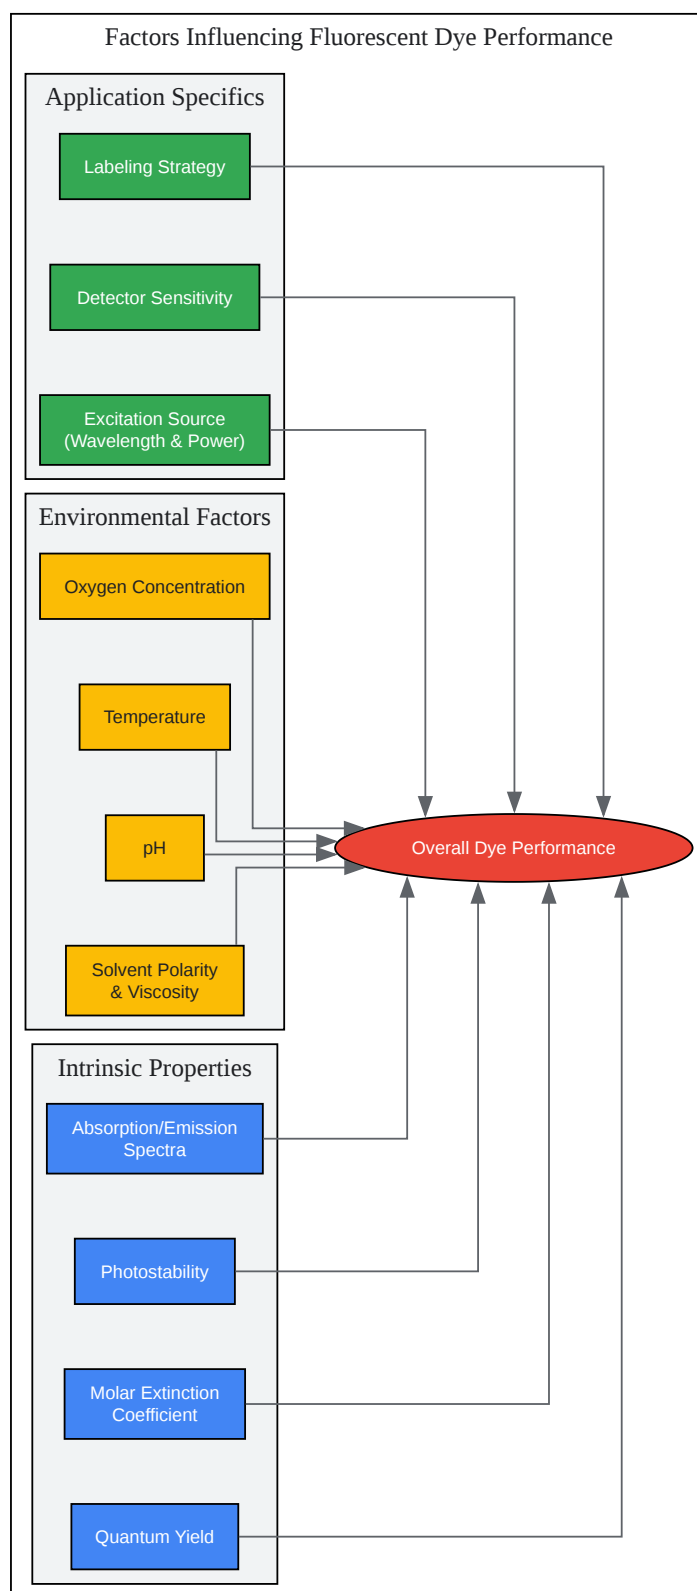 Factors Influencing Fluorescent Dye Performance
Application Specifics
Labeling Strategy
Detector Sensitivity
Excitation Source
(Wavelength & Power)
Environmental Factors
Oxygen Concentration
Temperature
pH
Overall Dye Performance
Solvent Polarity
& Viscosity
Intrinsic Properties
Absorption/Emission
Spectra
Photostability
Molar Extinction
Coefficient
Quantum Yield